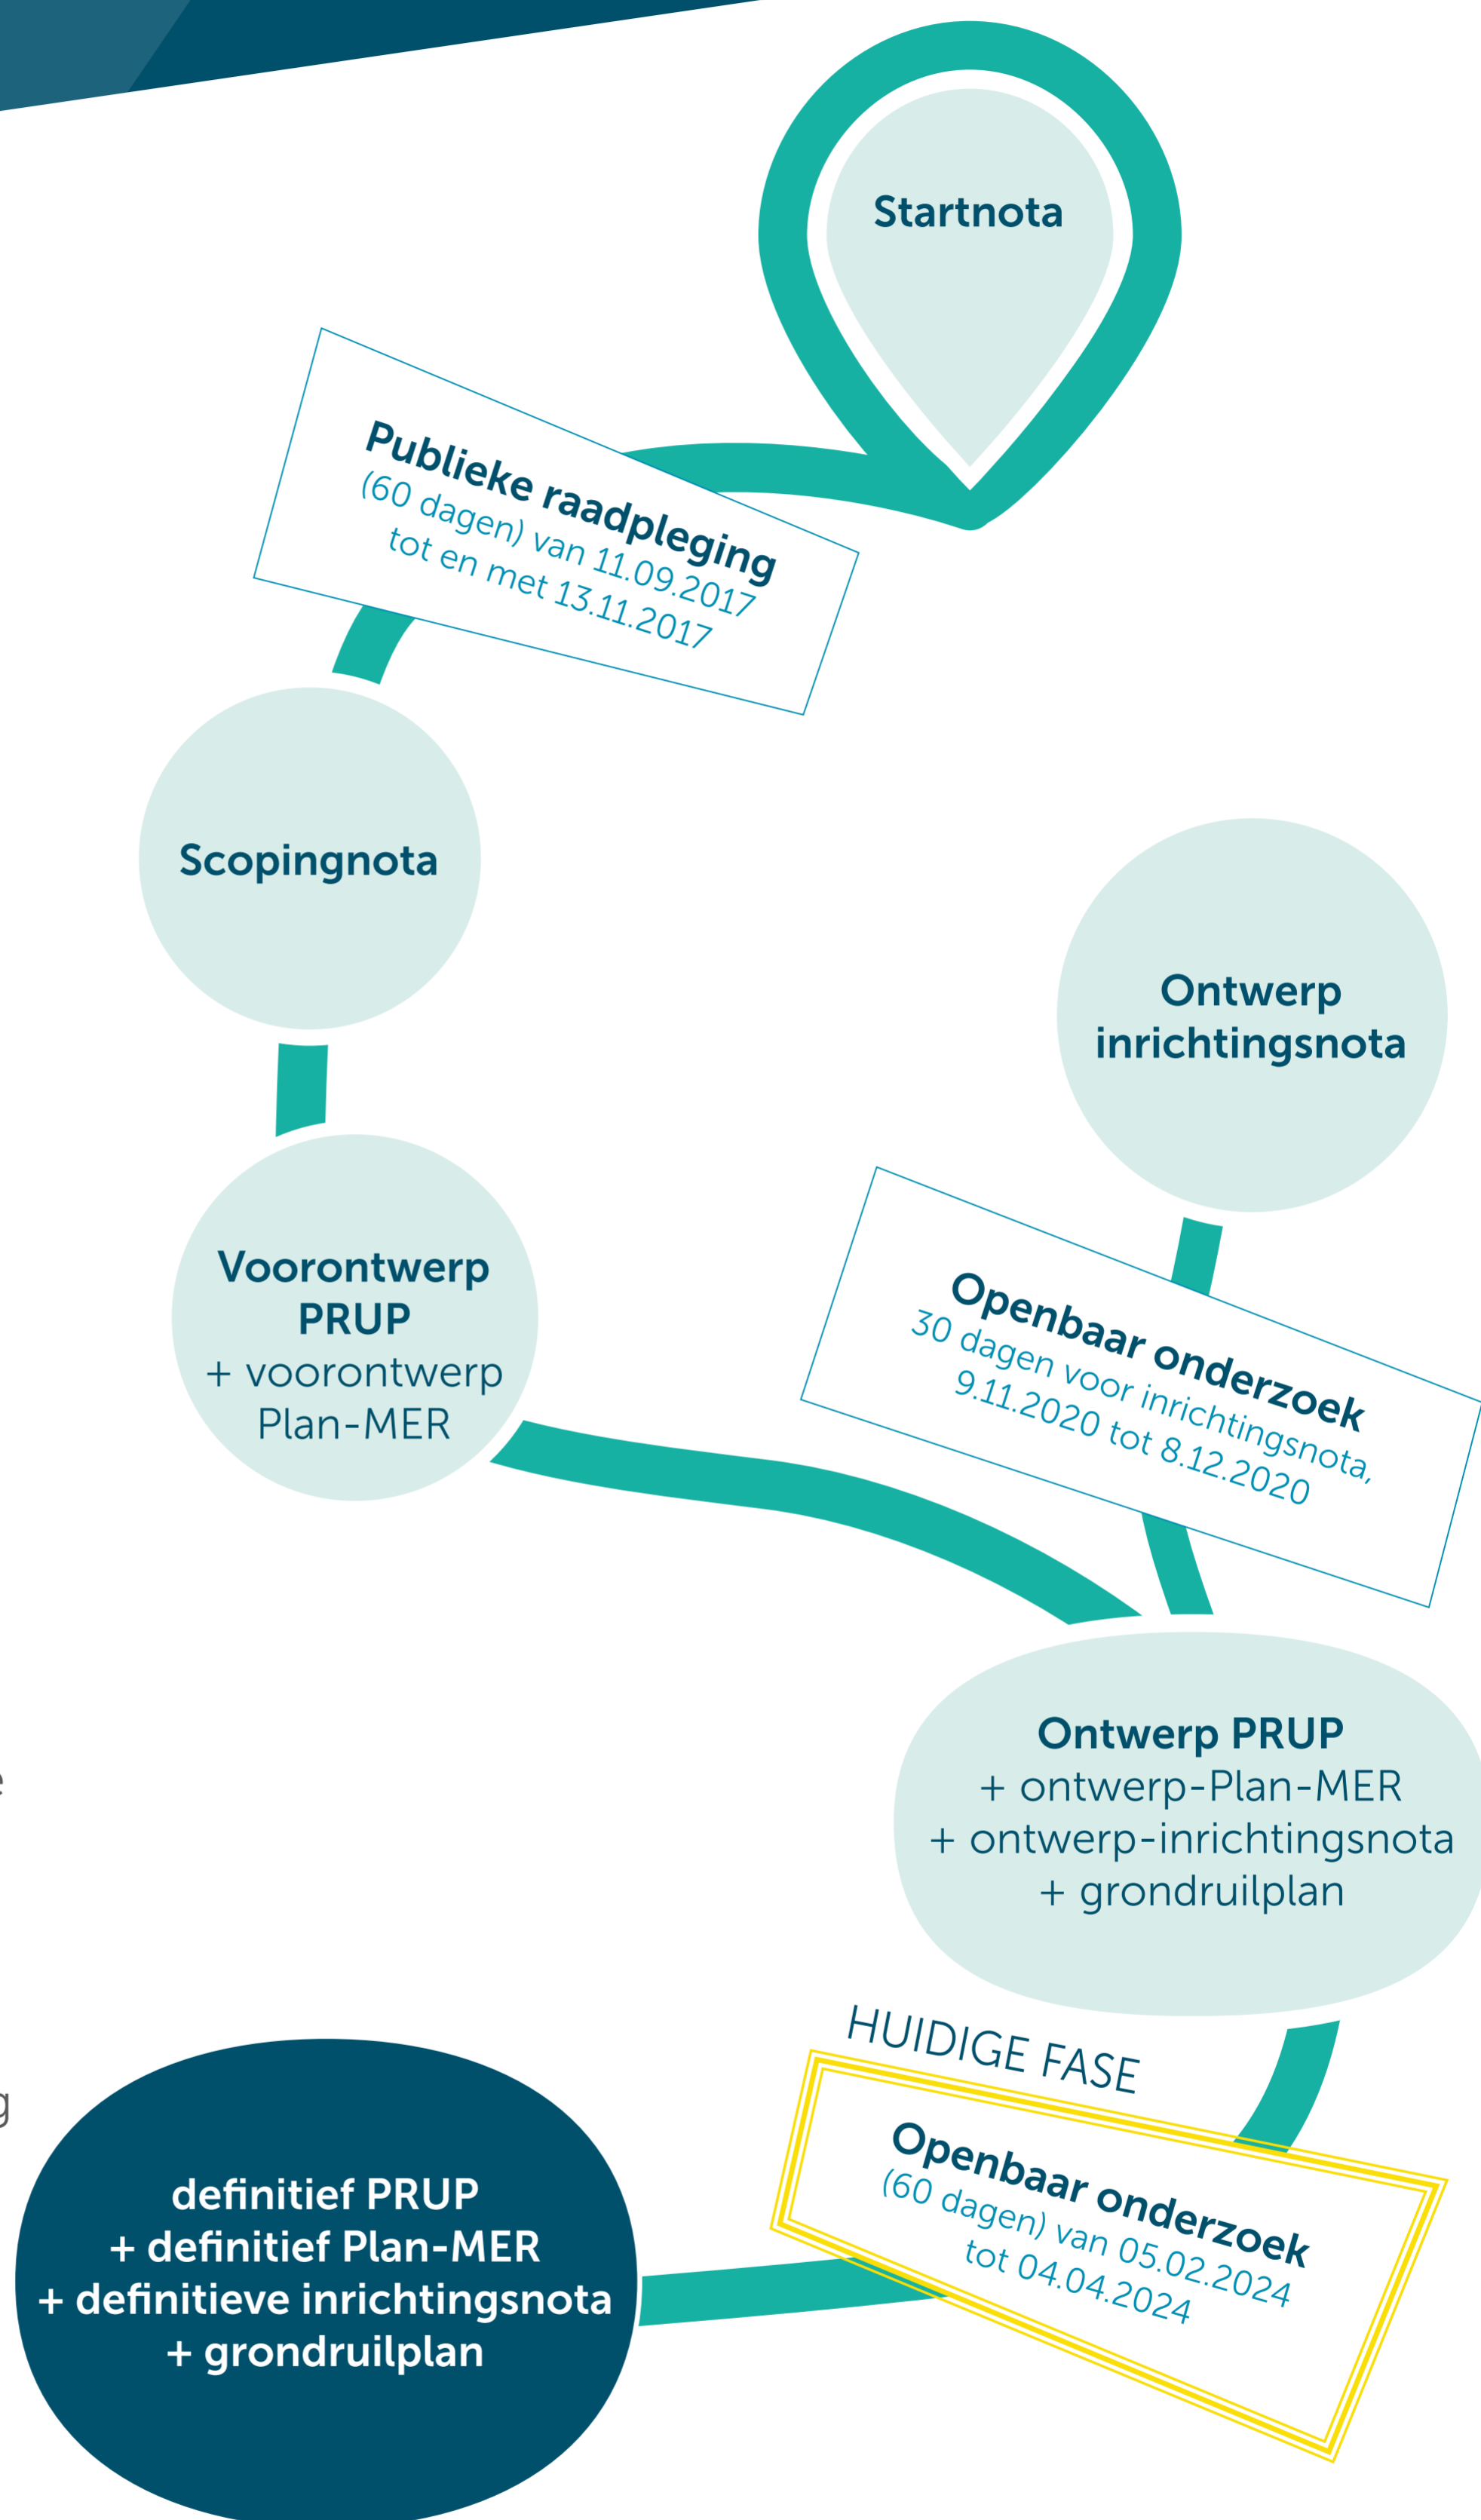 Startnota
Publieke raadpleging
(60 dagen) van 11.09.2017
tot en met 13.11.2017
Scopingnota
Ontwerp
inrichtingsnota
Voorontwerp
PRUP
+ voorontwerp
Plan-MER
Openbaar onderzoek
30 dagen voor inrichtingsnota,
9.11.2020 tot 8.12.2020
Ontwerp PRUP
+ ontwerp-Plan-MER
+ ontwerp-inrichtingsnota
+ grondruilplan
HUIDIGE FASE
Openbaar onderzoek
(60 dagen) van 05.02.2024
tot 04.04.2024
definitief PRUP
+ definitief Plan-MER
+ definitieve inrichtingsnota
+ grondruilplan